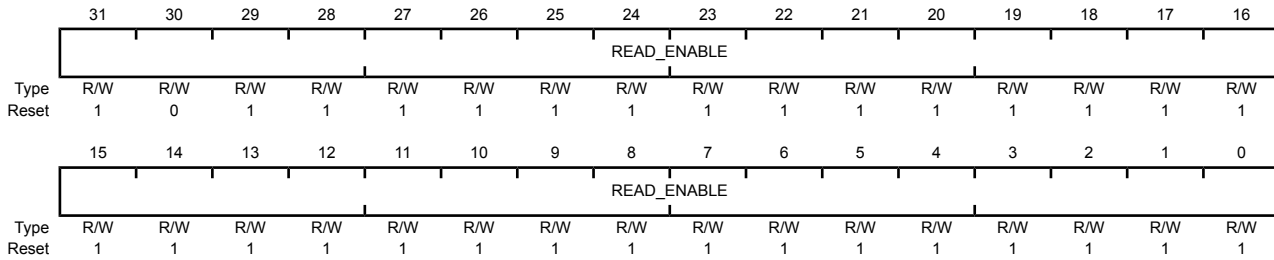 31 30 29 28 27 26 25 24 23 22 21 20 19 18 17 16
READ_ENABLE
Type R/W R/W R/W R/W R/W R/W R/W R/W R/W R/W R/W R/W R/W R/W R/W R/W
Reset 1 0 1 1 1 1 1 1 1 1 1 1 1 1 1 1
15 14 13 12 11 10 9 8 7 6 5 4 3 2 1 0
READ_ENABLE
Type R/W R/W R/W R/W R/W R/W R/W R/W R/W R/W R/W R/W R/W R/W R/W R/W
Reset 1 1 1 1 1 1 1 1 1 1 1 1 1 1 1 1